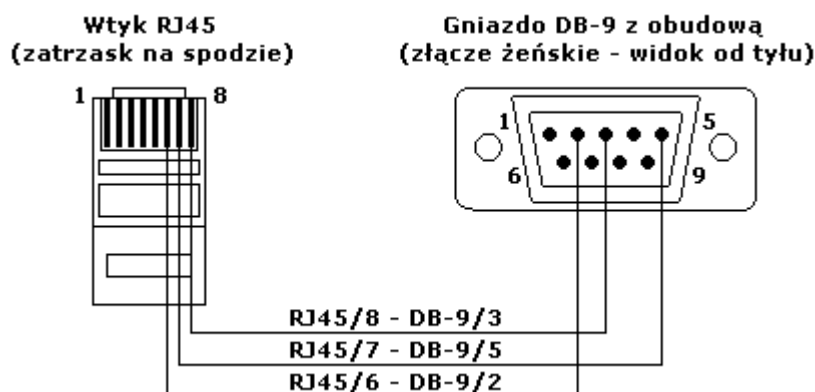 Wtyk RJ45
(zatrzask na spodzie)
Gniazdo DB-9 z obudową
(złącze żeńskie - widok od tyłu)
1 8
1 5
6 9
RJ45/8 - DB-9/3
RJ45/7 - DB-9/5
RJ45/6 - DB-9/2